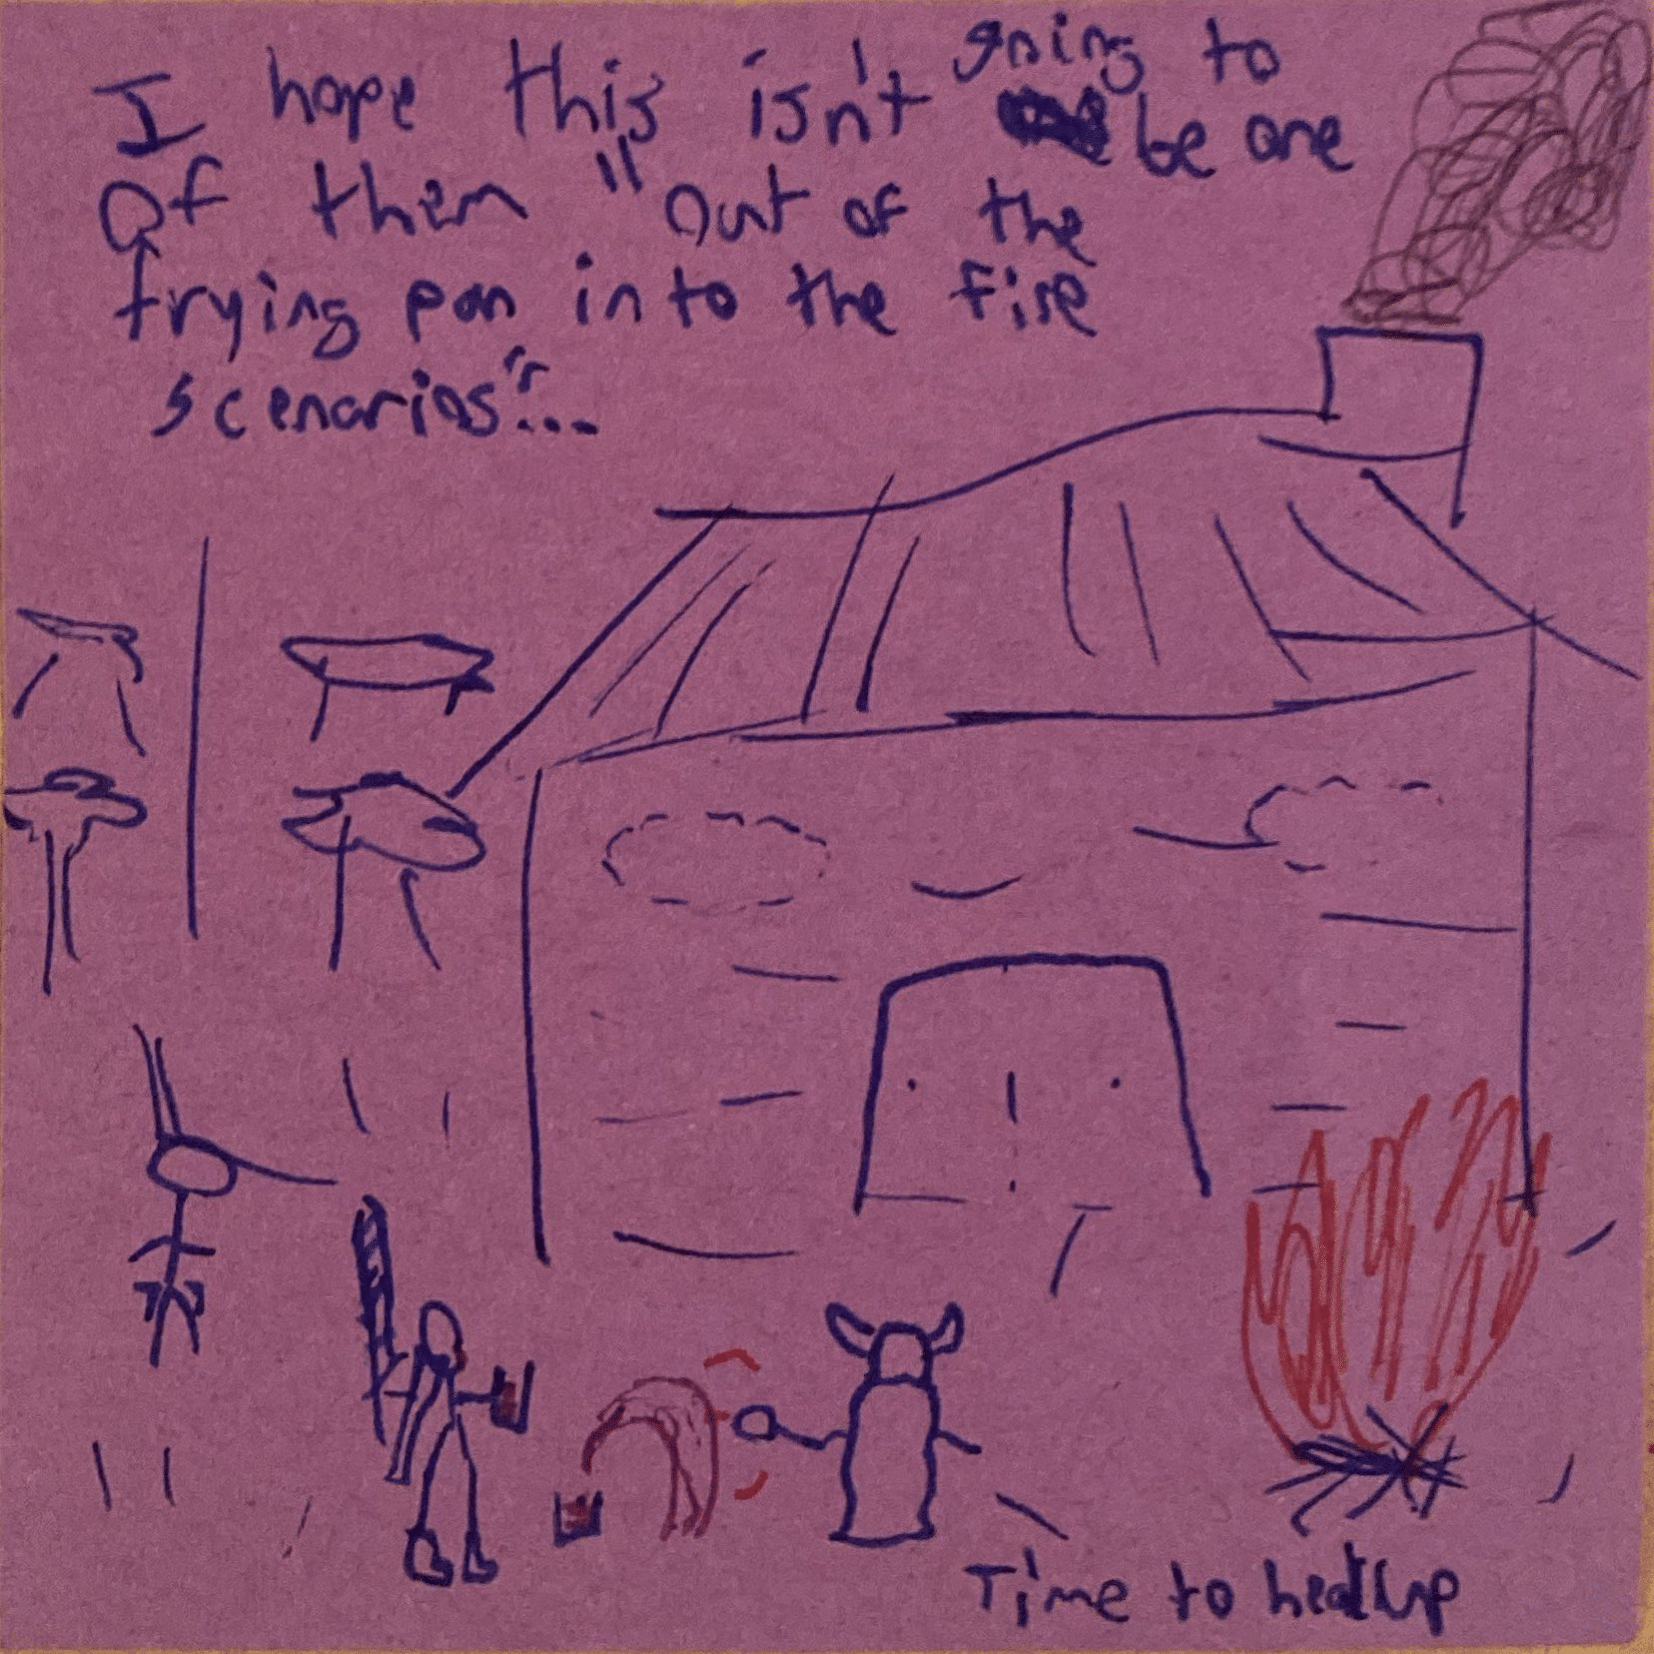 I hope this isn't going to be one
Of them "Out of the
frying pan in to the fire
scenarios"...
Time to heat up